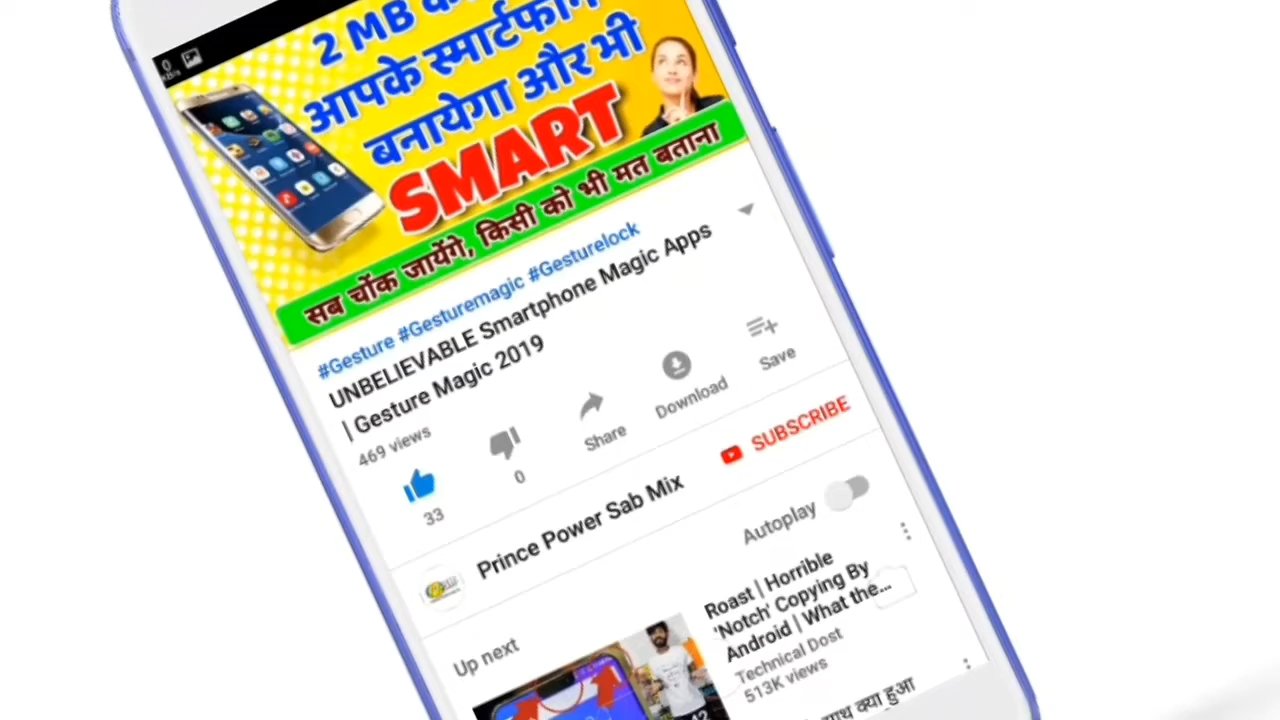 0
KB/s
2 MB
आपके स्मार्टफोन
बनायेगा और भी
SMART
सब चोंक जायेंगे, किसी को भी मत बताना
#Gesture #Gesturemagic #Gesturelock
UNBELIEVABLE Smartphone Magic Apps
| Gesture Magic 2019
469 views
33
0
Share
Download
Save
Prince Power Sab Mix
SUBSCRIBE
Autoplay
Up next
Roast | Horrible
'Notch' Copying By
Android | What the...
Technical Dost
513K views
क्या हुआ